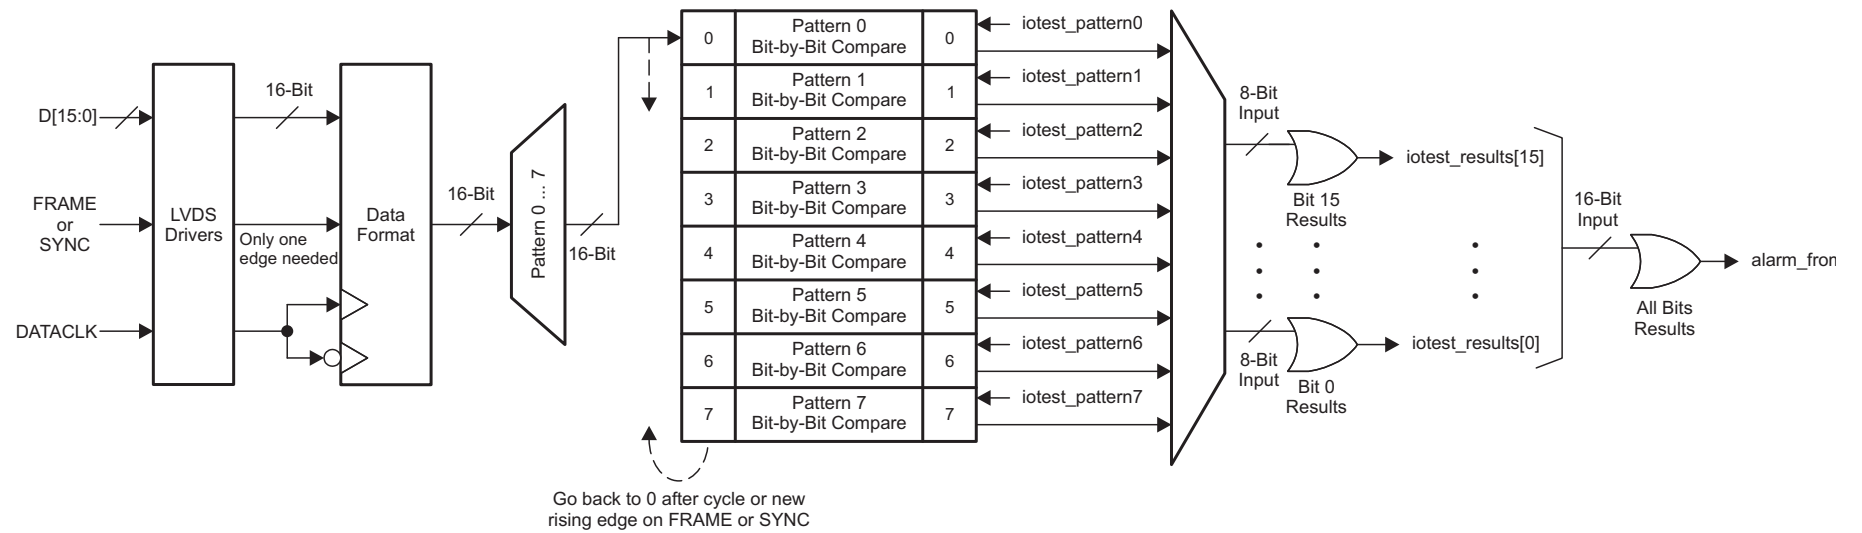 D[15:0]
FRAME
or
SYNC
DATACLK
LVDS
Drivers
16-Bit
Only one
edge needed
Data
Format
16-Bit
Pattern 0 ... 7
16-Bit
0
Pattern 0
Bit-by-Bit Compare
0
iotest_pattern0
1
Pattern 1
Bit-by-Bit Compare
1
iotest_pattern1
2
Pattern 2
Bit-by-Bit Compare
2
iotest_pattern2
3
Pattern 3
Bit-by-Bit Compare
3
iotest_pattern3
4
Pattern 4
Bit-by-Bit Compare
4
iotest_pattern4
5
Pattern 5
Bit-by-Bit Compare
5
iotest_pattern5
6
Pattern 6
Bit-by-Bit Compare
6
iotest_pattern6
7
Pattern 7
Bit-by-Bit Compare
7
iotest_pattern7
Go back to 0 after cycle or new
rising edge on FRAME or SYNC
8-Bit
Input
Bit 15
Results
iotest_results[15]
8-Bit
Input
Bit 0
Results
iotest_results[0]
16-Bit
Input
All Bits
Results